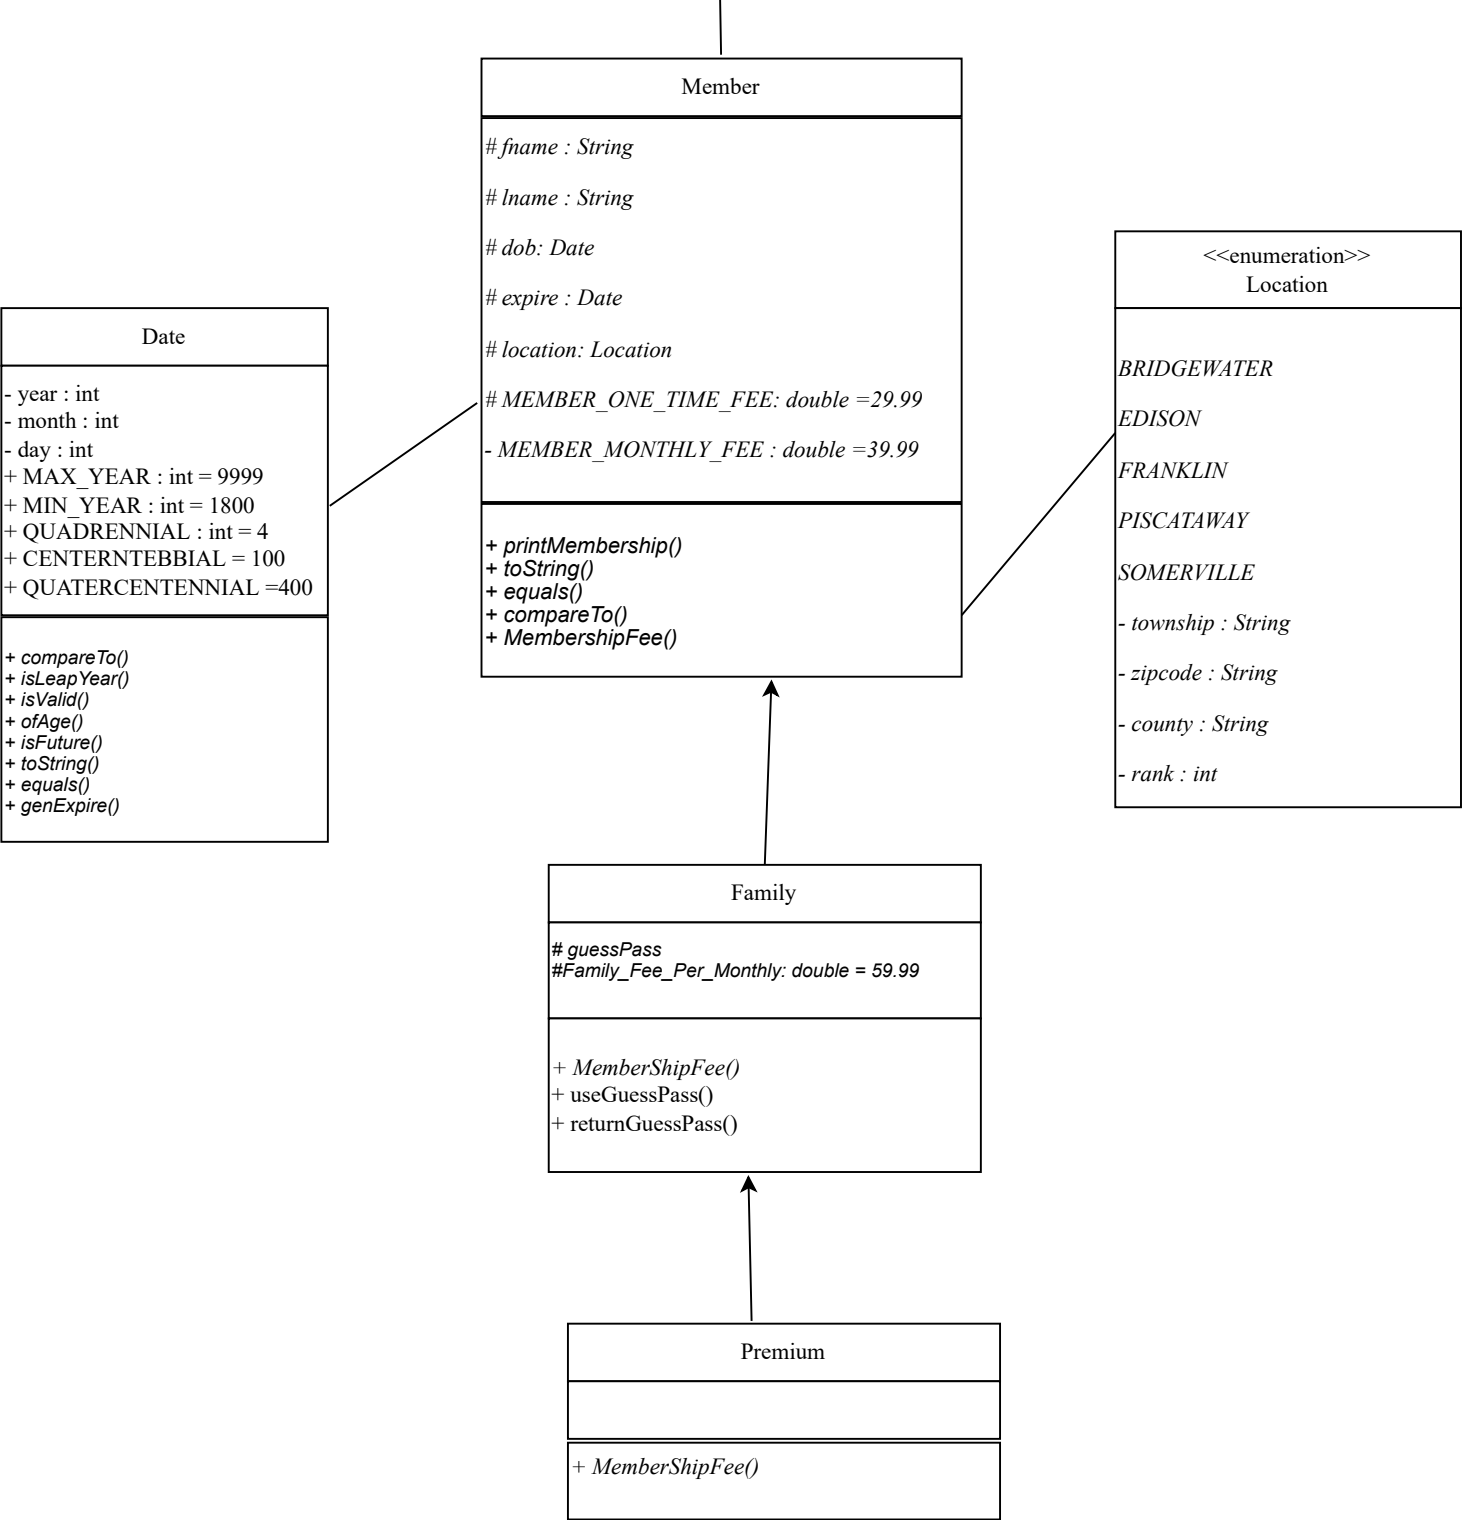 Member
# fname : String
# lname : String
# dob: Date
# expire : Date
# location: Location
# MEMBER_ONE_TIME_FEE: double =29.99
- MEMBER_MONTHLY_FEE : double =39.99
+ printMembership()
+ toString()
+ equals()
+ compareTo()
+ MembershipFee()
<<enumeration>>
Location
BRIDGEWATER
EDISON
FRANKLIN
PISCATAWAY
SOMERVILLE
- township : String
- zipcode : String
- county : String
- rank : int
Date
- year : int
- month : int
- day : int
+ MAX_YEAR : int = 9999
+ MIN_YEAR : int = 1800
+ QUADRENNIAL : int = 4
+ CENTERNTEBBIAL = 100
+ QUATERCENTENNIAL =400
+ compareTo()
+ isLeapYear()
+ isValid()
+ ofAge()
+ isFuture()
+ toString()
+ equals()
+ genExpire()
Family
# guessPass
#Family_Fee_Per_Monthly: double = 59.99
+ MemberShipFee()
+ useGuessPass()
+ returnGuessPass()
Premium
+ MemberShipFee()